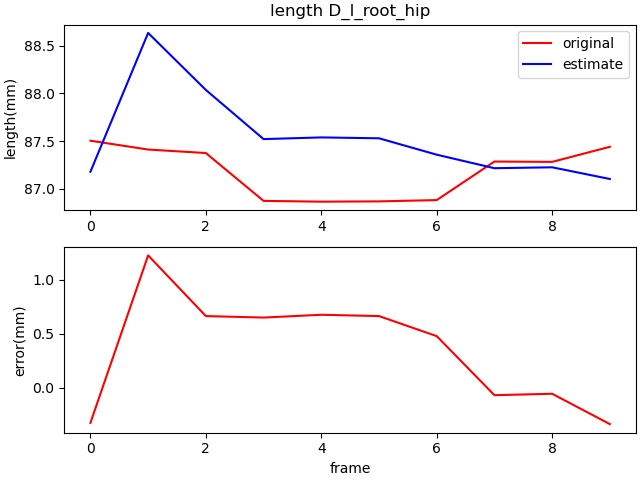 length D_l_root_hip
length(mm)
88.5
88.0
87.5
87.0
original
estimate
0
2
4
6
8
error(mm)
1.0
0.5
0.0
0
2
4
6
8
frame